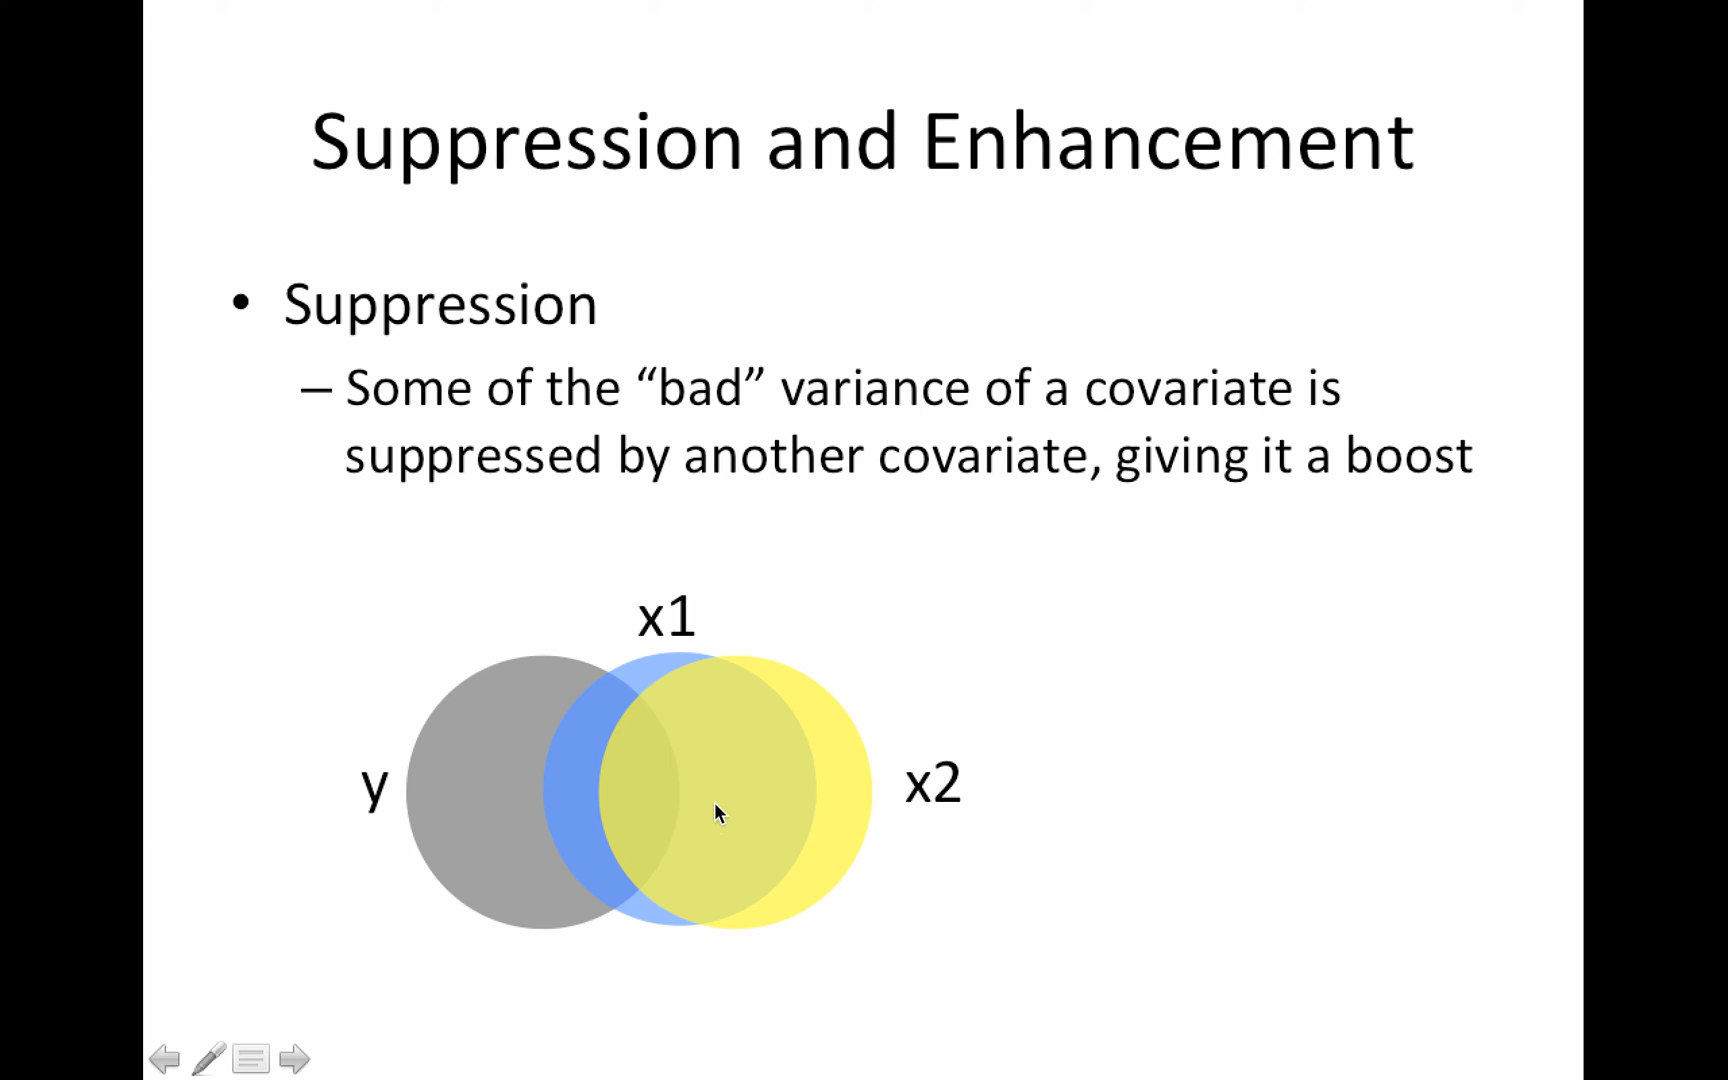 Suppression and Enhancement
• Suppression
– Some of the “bad” variance of a covariate is
suppressed by another covariate, giving it a boost
x1
y
x2